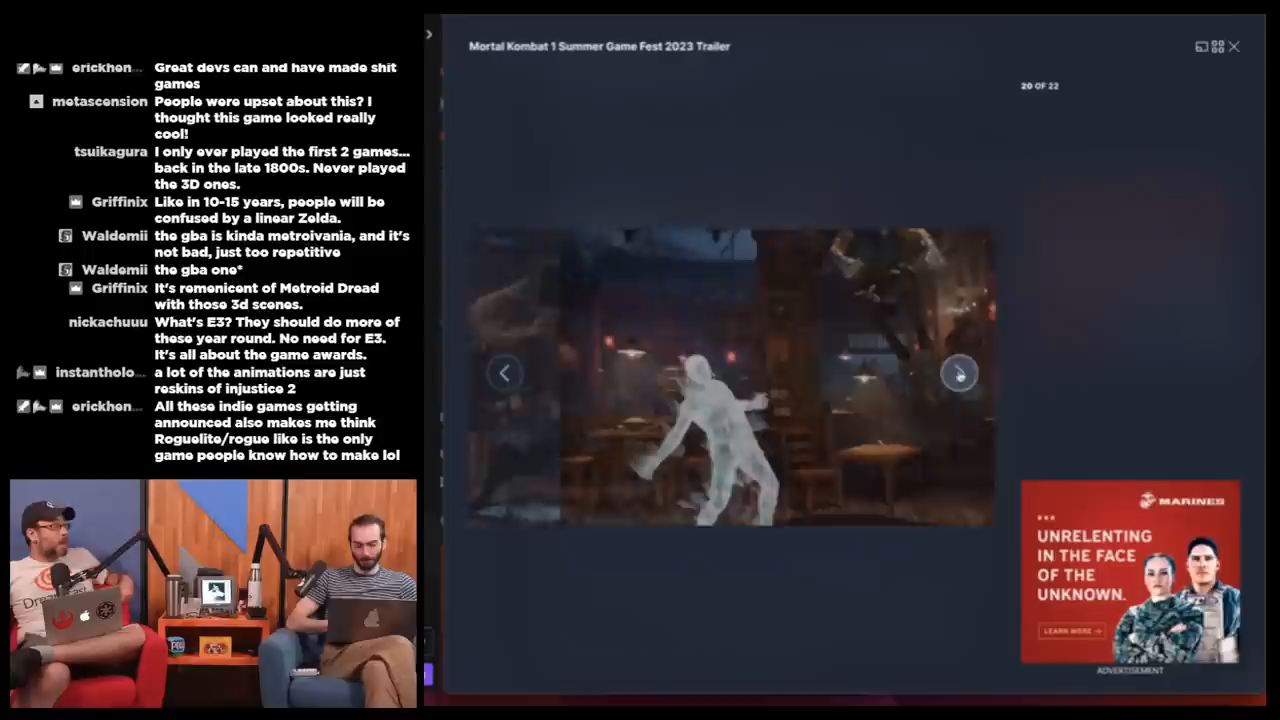 erickhen...
Great devs can and have made shit
games
metascension
People were upset about this? I
thought this game looked really
cool!
tsuikagura
I only ever played the first 2 games...
back in the late 1800s. Never played
the 3D ones.
Griffinix
Like in 10-15 years, people will be
confused by a linear Zelda.
Waldemii
the gba is kinda metroivania, and it's
not bad, just too repetitive
Waldemii
the gba one*
Griffinix
It's remenicent of Metroid Dread
with those 3d scenes.
nickachuuu
What's E3? They should do more of
these year round. No need for E3.
It's all about the game awards.
instantholo...
a lot of the animations are just
reskins of injustice 2
erickhen...
All these indie games getting
announced also makes me think
Roguelite/rogue like is the only
game people know how to make lol
Mortal Kombat 1 Summer Game Fest 2023 Trailer
20 OF 22
MARINES
UNRELENTING
IN THE FACE
OF THE
UNKNOWN.
LEARN MORE →
ADVERTISEMENT